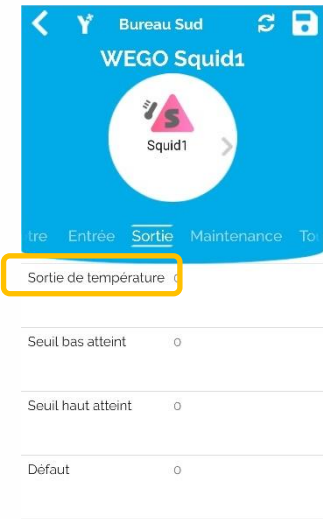 Bureau Sud
WEGO Squid1
S
Squid1
tre Entrée Sortie Maintenance To
Sortie de température 0
Seuil bas atteint 0
Seuil haut atteint 0
Défaut 0